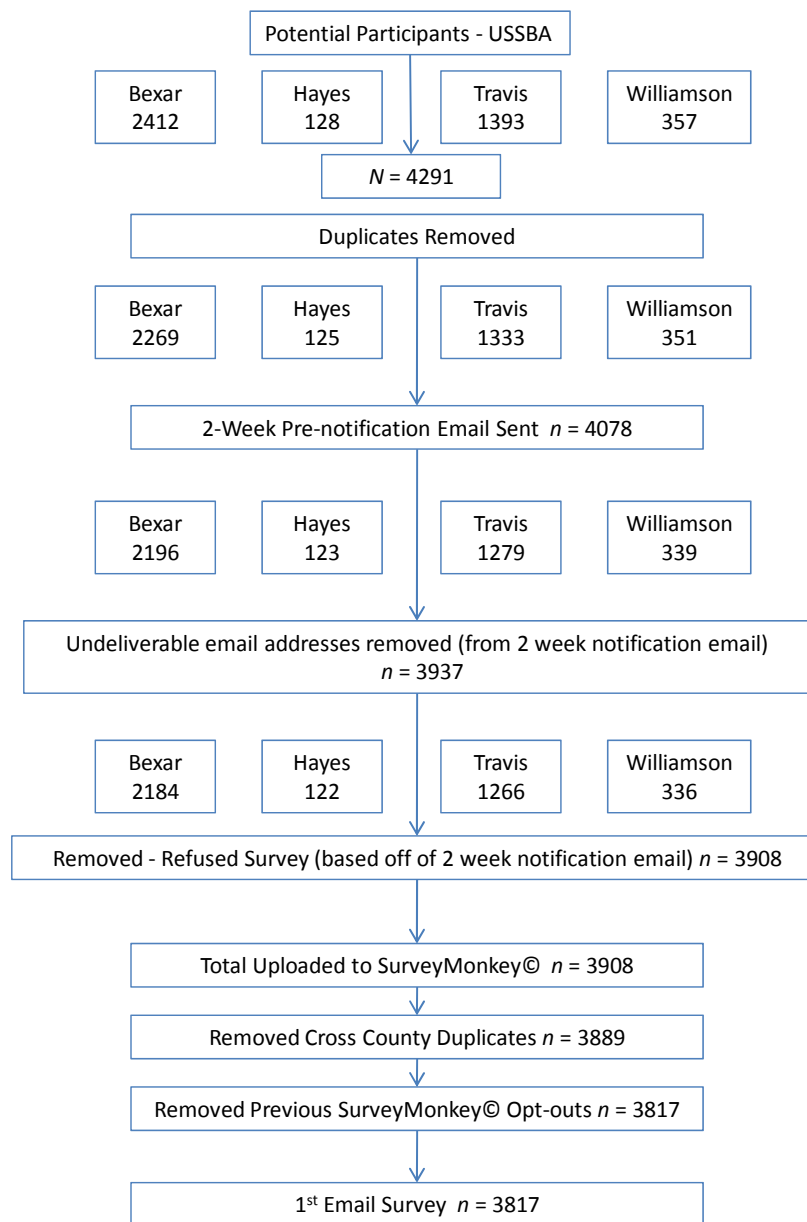 Potential Participants - USSBA
Bexar Hayes Travis Williamson
2412 128 1393 357
N = 4291
Duplicates Removed
Bexar Hayes Travis Williamson
2269 125 1333 351
2-Week Pre-notification Email Sent n = 4078
Bexar Hayes Travis Williamson
2196 123 1279 339
Undeliverable email addresses removed (from 2 week notification email)
n = 3937
Bexar Hayes Travis Williamson
2184 122 1266 336
Removed - Refused Survey (based off of 2 week notification email) n = 3908
Total Uploaded to SurveyMonkey© n = 3908
Removed Cross County Duplicates n = 3889
Removed Previous SurveyMonkey© Opt-outs n = 3817
1st Email Survey n = 3817